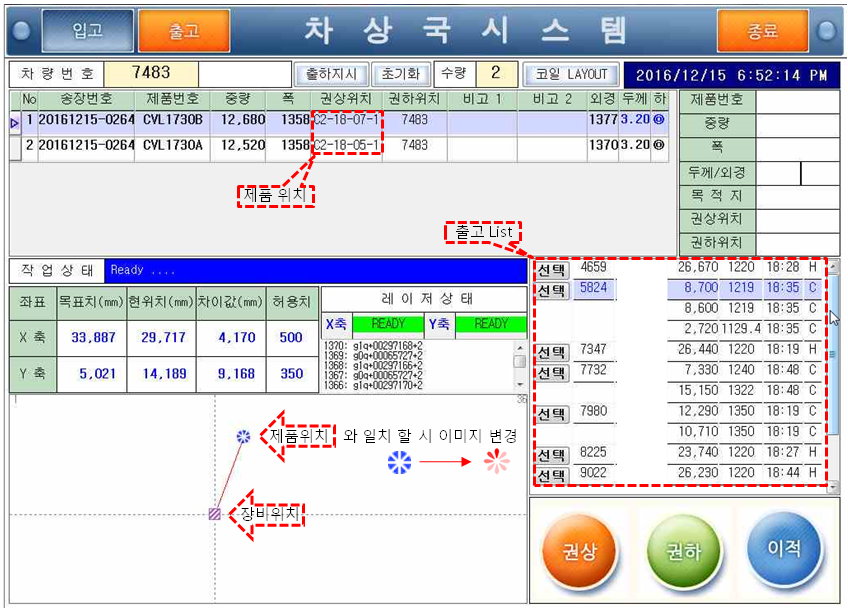 입고 출고 차 상 국 시 스 템 종료
차 량 번 호 7483 출하지시 초기화 수량 2 코일 LAYOUT 2016/12/15 6:52:14 PM
No 송장번호 제품번호 중량 폭 권상위치 권하위치 비고 1 비고 2 외경 두께 하
1 20161215-0264 CVL1730B 12,680 1358 C2-18-07-1 7483 1377 3.20
2 20161215-0264 CVL1730A 12,520 1358 C2-18-05-1 7483 1370 3.20
제품 위치
제품번호
중량
폭
두께/외경
목 적 지
권상위치
권하위치
출고 List
작 업 상 태 Ready ....
좌표 목표치(mm) 현위치(mm) 차이값(mm) 허용치
X 축 33,887 29,717 4,170 500
Y 축 5,021 14,189 9,168 350
레 이 저 상 태
X축 READY Y축 READY
1370: g1q+00297168+2
1369: g0q+00065727+2
1368: g1q+00297166+2
1367: g0q+00065727+2
1366: g1q+00297170+2
선택 4659 26,670 1220 18:28 H
선택 5824 8,700 1219 18:35 C
8,600 1219 18:35 C
2,720 1129.4 18:35 C
선택 7347 26,440 1220 18:19 H
선택 7732 7,330 1240 18:48 C
15,150 1322 18:48 C
선택 7980 12,290 1350 18:19 C
10,710 1350 18:19 C
선택 8225 23,740 1220 18:27 H
선택 9022 26,230 1220 18:44 H
36
제품위치 와 일치 할 시 이미지 변경
장비위치
권상 권하 이적